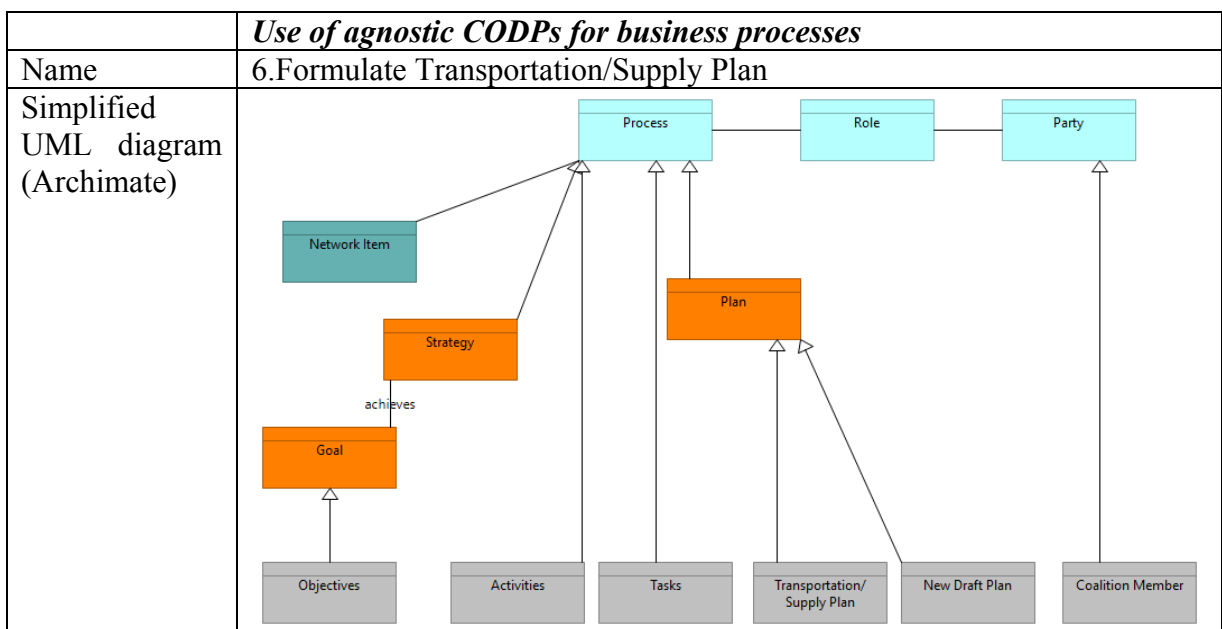 Use of agnostic CODPs for business processes
Name
6.Formulate Transportation/Supply Plan
Simplified
UML diagram
(Archimate)
Process
Role
Party
Network Item
Plan
Strategy
achieves
Goal
Objectives
Activities
Tasks
Transportation/
Supply Plan
New Draft Plan
Coalition Member